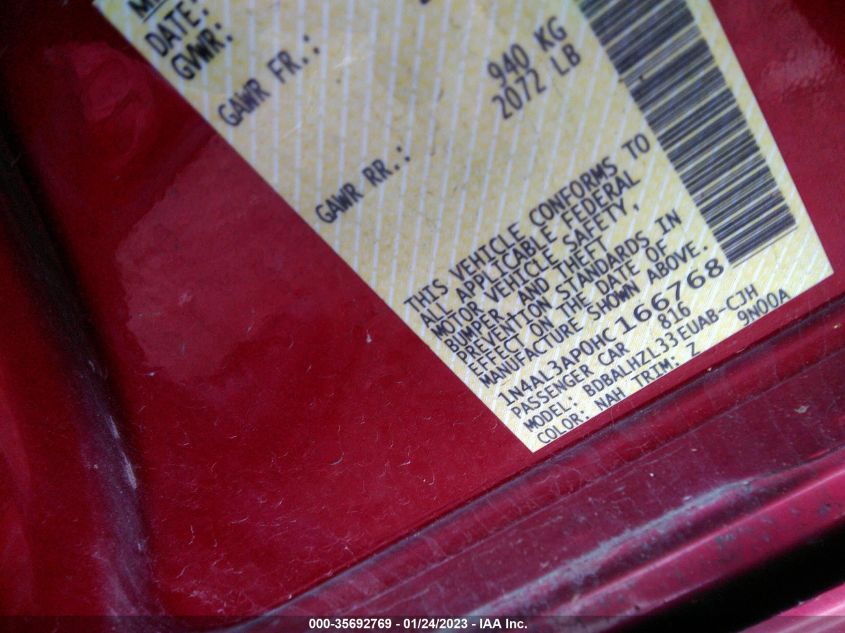 DATE:
GVWR:
GAWR FR.: 940 KG
2072 LB
GAWR RR.:
THIS VEHICLE CONFORMS TO
ALL APPLICABLE FEDERAL
MOTOR VEHICLE SAFETY,
BUMPER, AND THEFT
PREVENTION STANDARDS IN
EFFECT ON THE DATE OF
MANUFACTURE SHOWN ABOVE.
1N4AL3AP0HC166768
PASSENGER CAR 816
MODEL: BDBALHZL33EUAB-CJH
COLOR: NAH TRIM: Z 9N00A
000-35692769 - 01/24/2023 - IAA Inc.